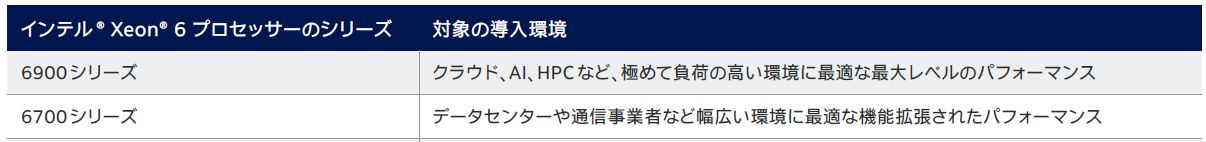 インテル® Xeon® 6 プロセッサーのシリーズ 対象の導入環境
6900シリーズ クラウド、AI、HPCなど、極めて負荷の高い環境に最適な最大レベルのパフォーマンス
6700シリーズ データセンターや通信事業者など幅広い環境に最適な機能拡張されたパフォーマンス